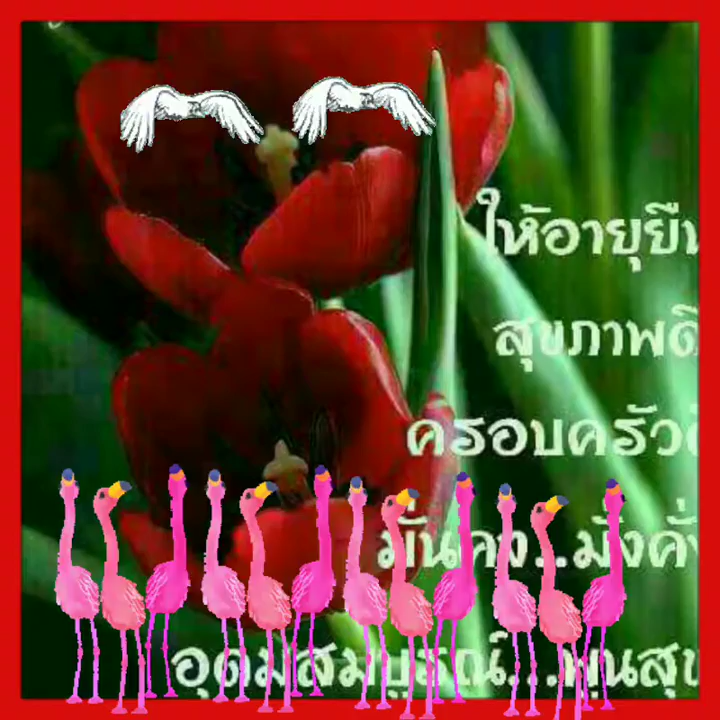 ให้อายุยืน
สุขภาพดี
ครอบครัว
มั่นคง..มั่งคั่ง
อุดมสมบูรณ์...พูนสุข